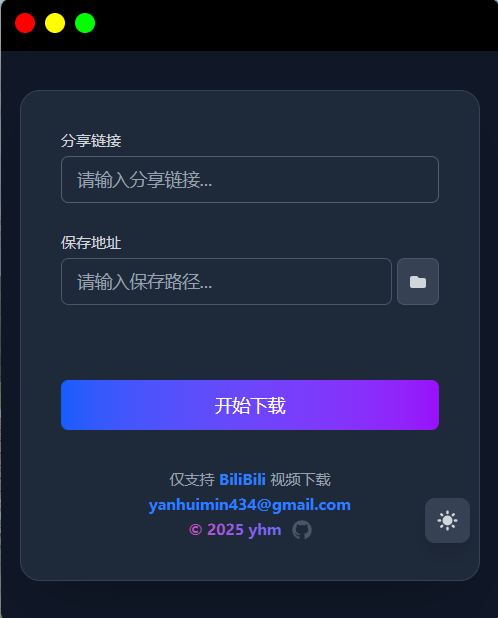 分享链接
请输入分享链接...
保存地址
请输入保存路径...
开始下载
仅支持 BiliBili 视频下载
yanhuimin434@gmail.com
© 2025 yhm